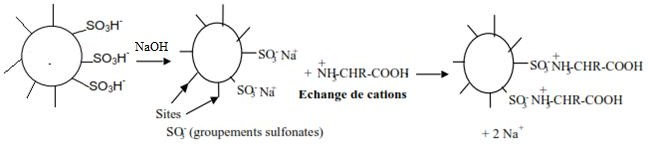 SO₃H⁻
SO₃H⁻
SO₃H⁻
NaOH
SO₃⁻ Na⁺
SO₃⁻ Na⁺
Sites
SO₃⁻ (groupements sulfonates)
+ NH₃⁺-CHR-COOH
Echange de cations
SO₃⁻ NH₃⁺-CHR-COOH
SO₃⁻ NH₃⁺-CHR-COOH
+ 2 Na⁺